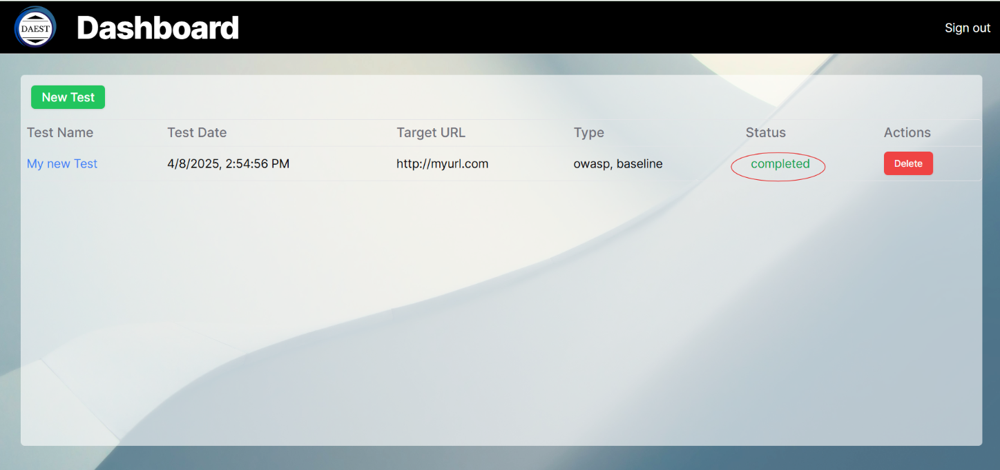 DAEST Dashboard Sign out
New Test
Test Name Test Date Target URL Type Status Actions
My new Test 4/8/2025, 2:54:56 PM http://myurl.com owasp, baseline completed Delete